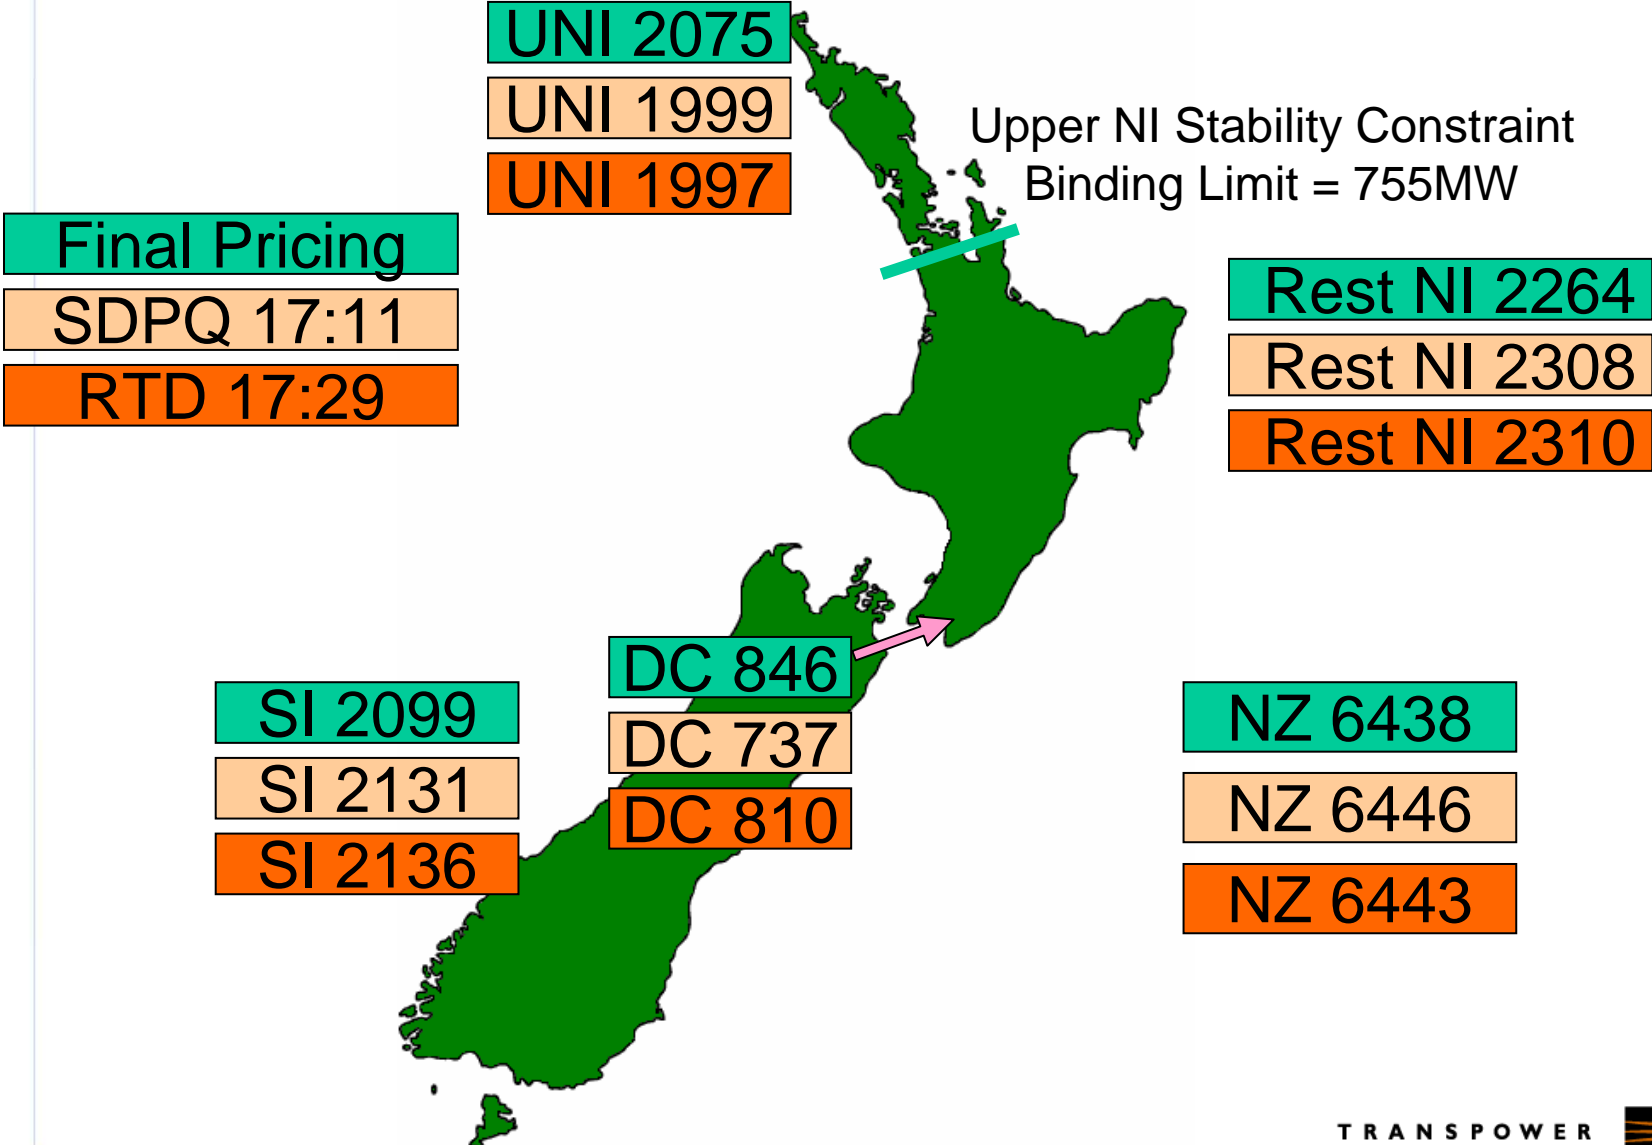 UNI 2075
UNI 1999
UNI 1997
Upper NI Stability Constraint
Binding Limit = 755MW
Final Pricing
SDPQ 17:11
RTD 17:29
Rest NI 2264
Rest NI 2308
Rest NI 2310
DC 846
DC 737
DC 810
SI 2099
SI 2131
SI 2136
NZ 6438
NZ 6446
NZ 6443
TRANSPOWER